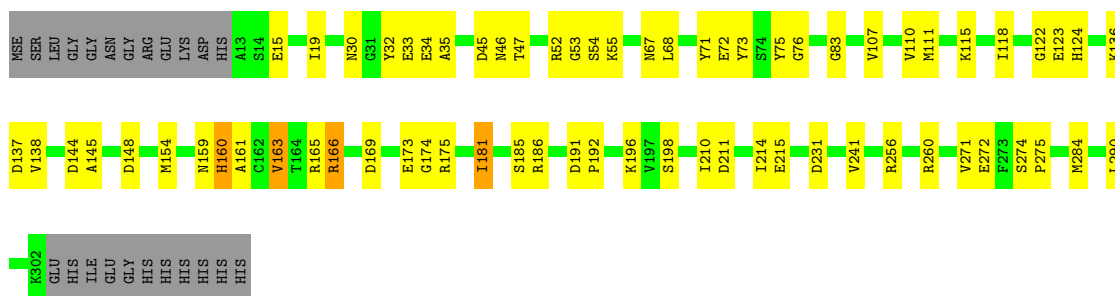 MSE SER LEU GLY GLY ASN GLY ARG GLU LYS ASP HIS A13 S14 E15 I19 N30 G31 Y32 E33 E34 A35 D45 N46 T47 R52 G53 S54 K55 N67 L68 Y71 E72 Y73 S74 Y75 G76 G83 V107 V110 M111 K115 I118 G122 E123 H124 K136
D137 V138 D144 A145 D148 M154 N159 H160 A161 C162 V163 T164 R165 R166 D169 E173 G174 R175 I181 S185 R186 D191 P192 K196 V197 S198 I210 D211 I214 E215 D231 V241 R256 R260 V271 E272 F273 S274 P275 M284
K302 GLU HIS ILE GLU GLY HIS HIS HIS HIS HIS HIS